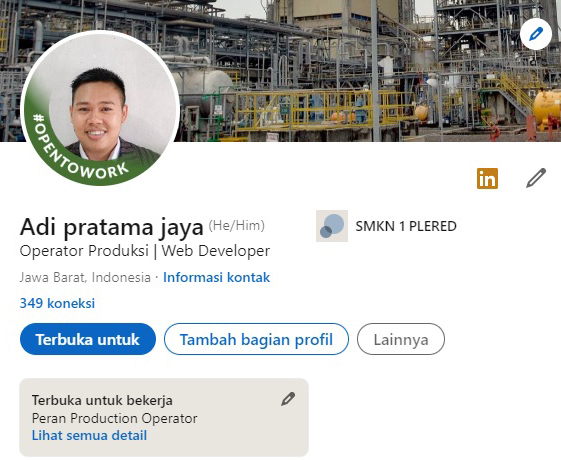 #OPENTOWORK
in
Adi pratama jaya (He/Him)
SMKN 1 PLERED
Operator Produksi | Web Developer
Jawa Barat, Indonesia · Informasi kontak
349 koneksi
Terbuka untuk
Tambah bagian profil
Lainnya
Terbuka untuk bekerja
Peran Production Operator
Lihat semua detail